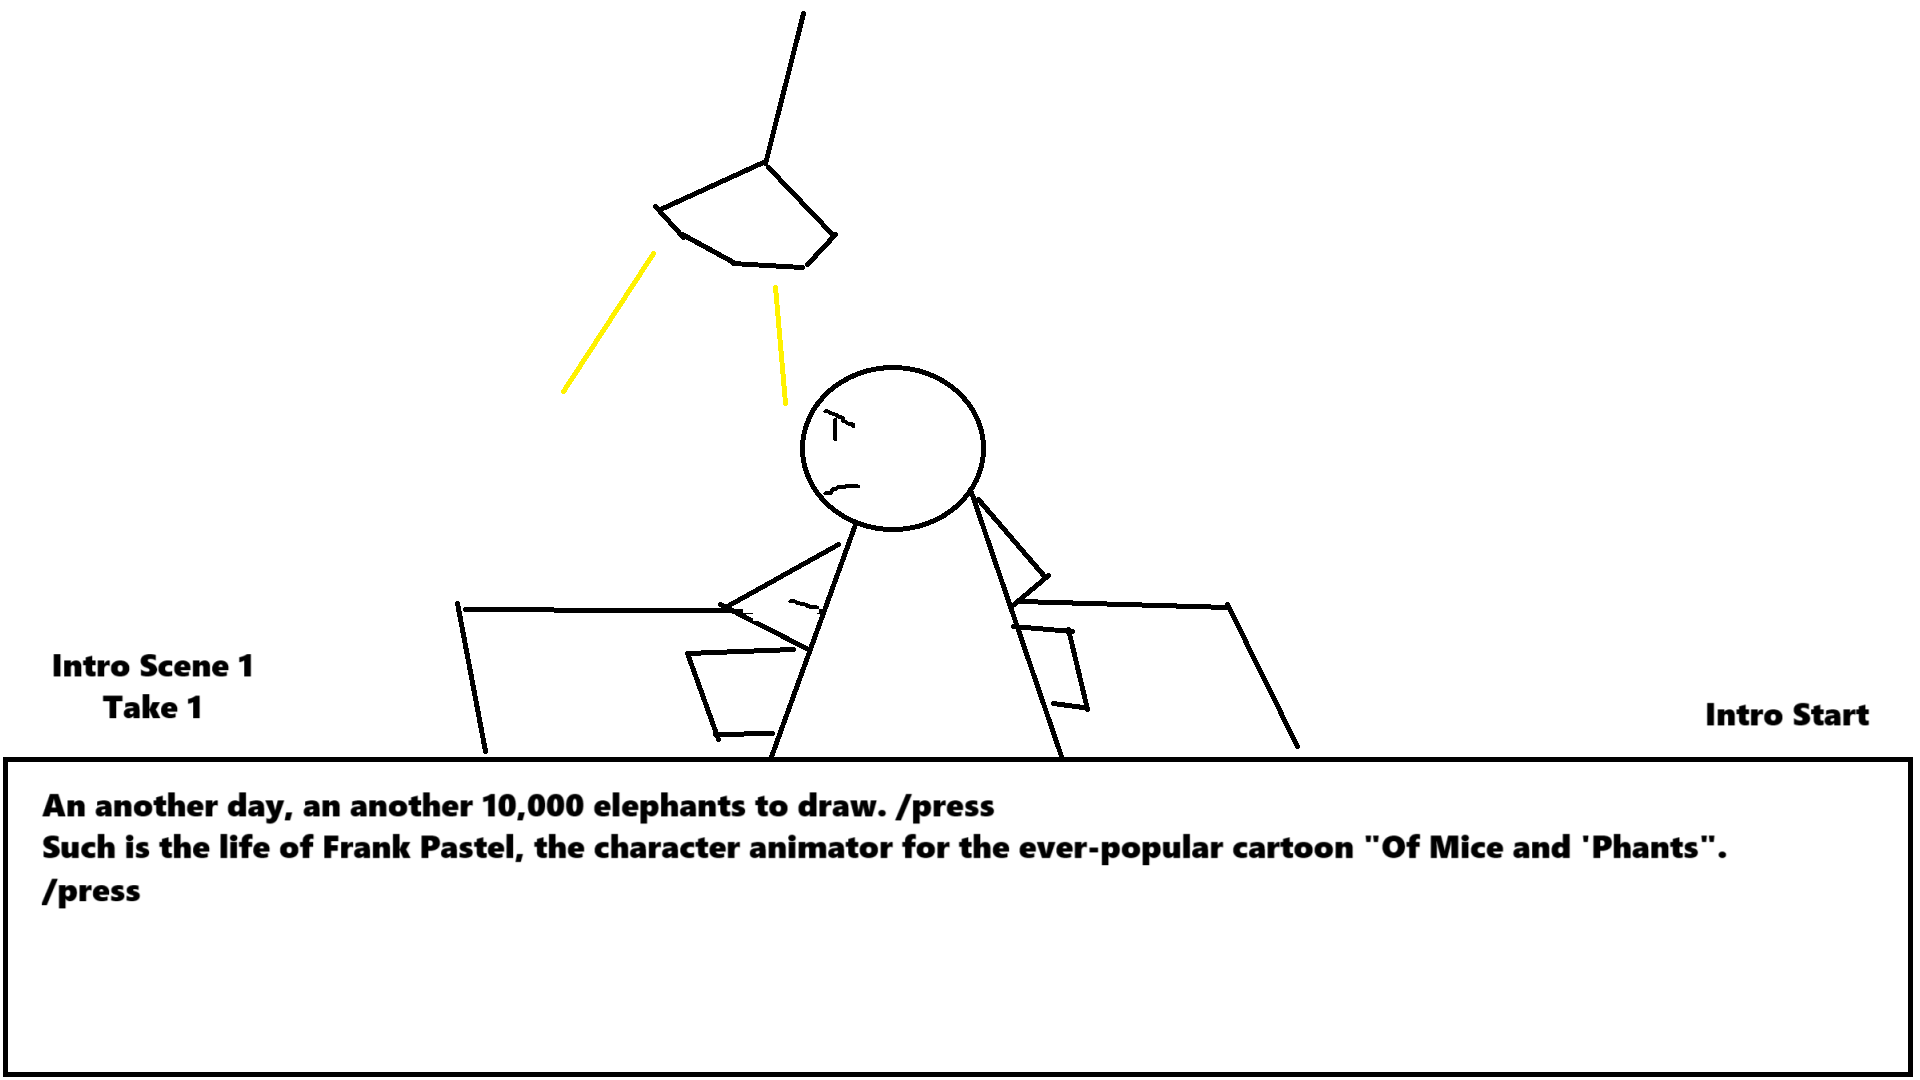 Intro Scene 1
Take 1
Intro Start
An another day, an another 10,000 elephants to draw. /press
Such is the life of Frank Pastel, the character animator for the ever-popular cartoon "Of Mice and 'Phants".
/press